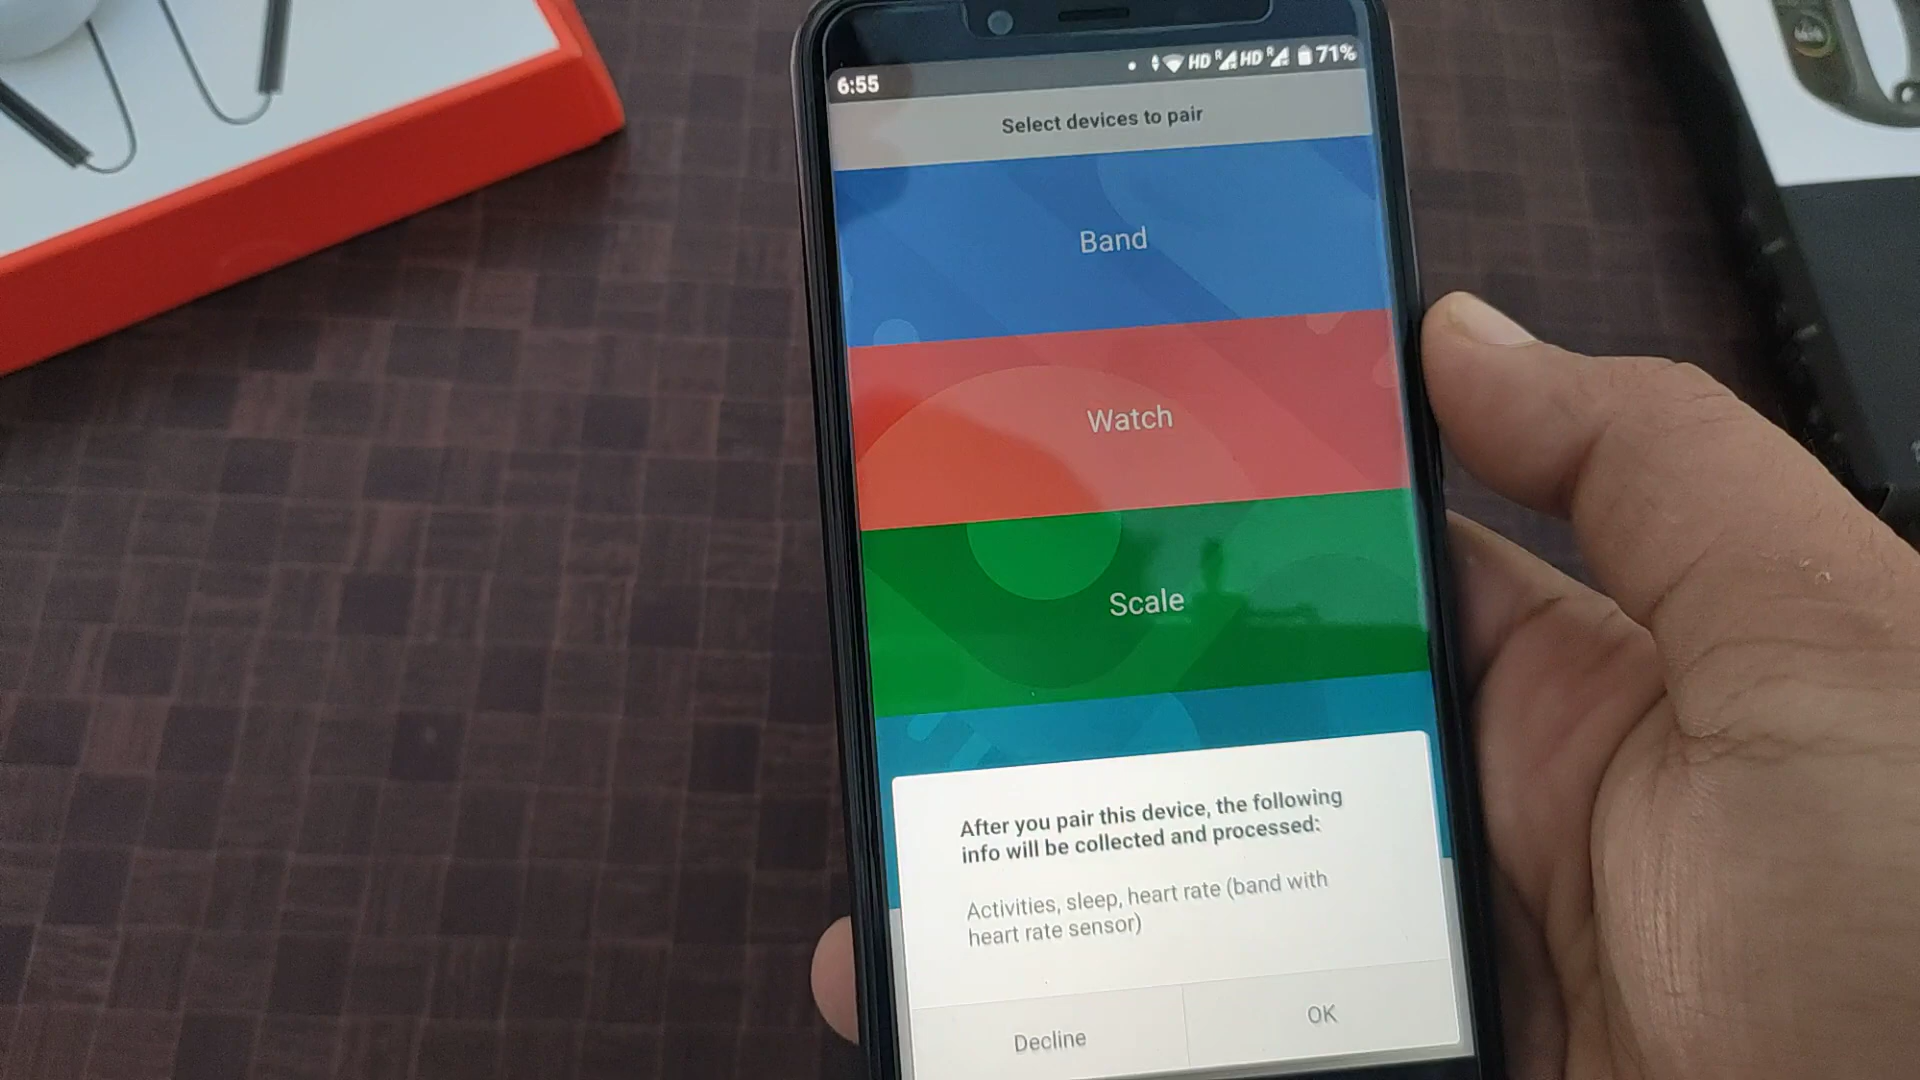 6:55 HD R HD R 71%
Select devices to pair
Band
Watch
Scale
After you pair this device, the following
info will be collected and processed:
Activities, sleep, heart rate (band with
heart rate sensor)
Decline OK